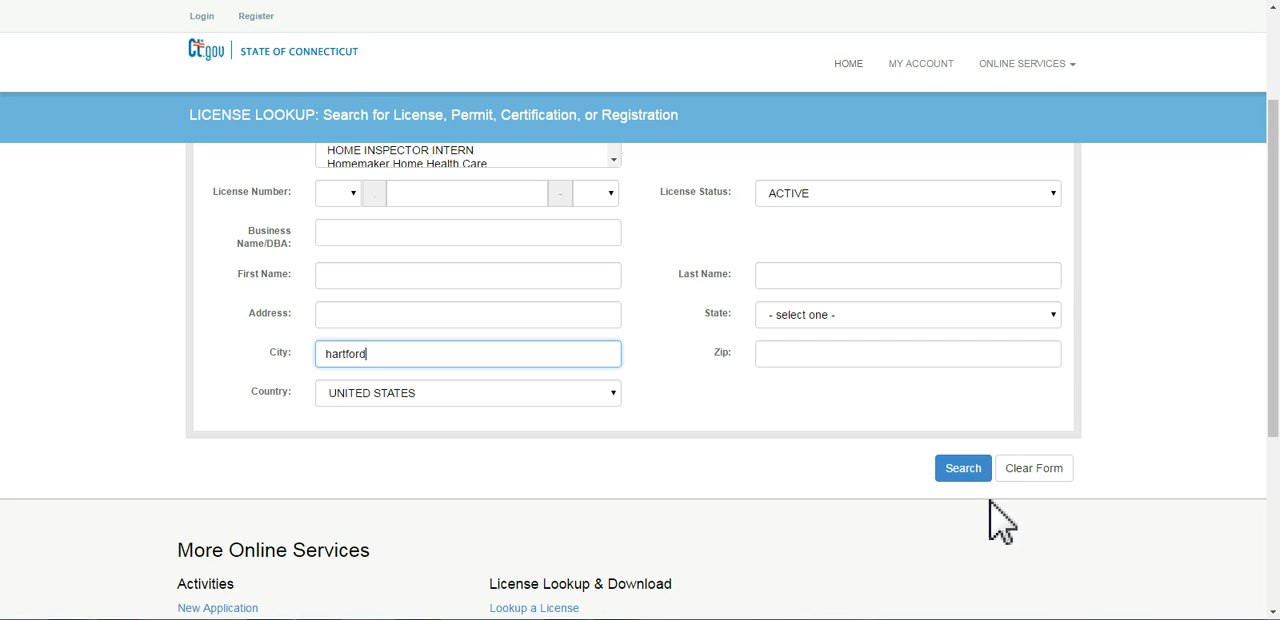 Login Register
Ct.gov STATE OF CONNECTICUT
HOME MY ACCOUNT ONLINE SERVICES
LICENSE LOOKUP: Search for License, Permit, Certification, or Registration
HOME INSPECTOR INTERN
Homemaker Home Health Care
License Number: . - License Status: ACTIVE
Business
Name/DBA:
First Name: Last Name:
Address: State: - select one -
City: hartford Zip:
Country: UNITED STATES
Search Clear Form
More Online Services
Activities License Lookup & Download
New Application Lookup a License